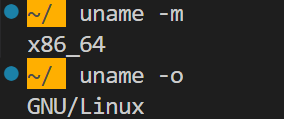 ~/ uname -m
x86_64
~/ uname -o
GNU/Linux